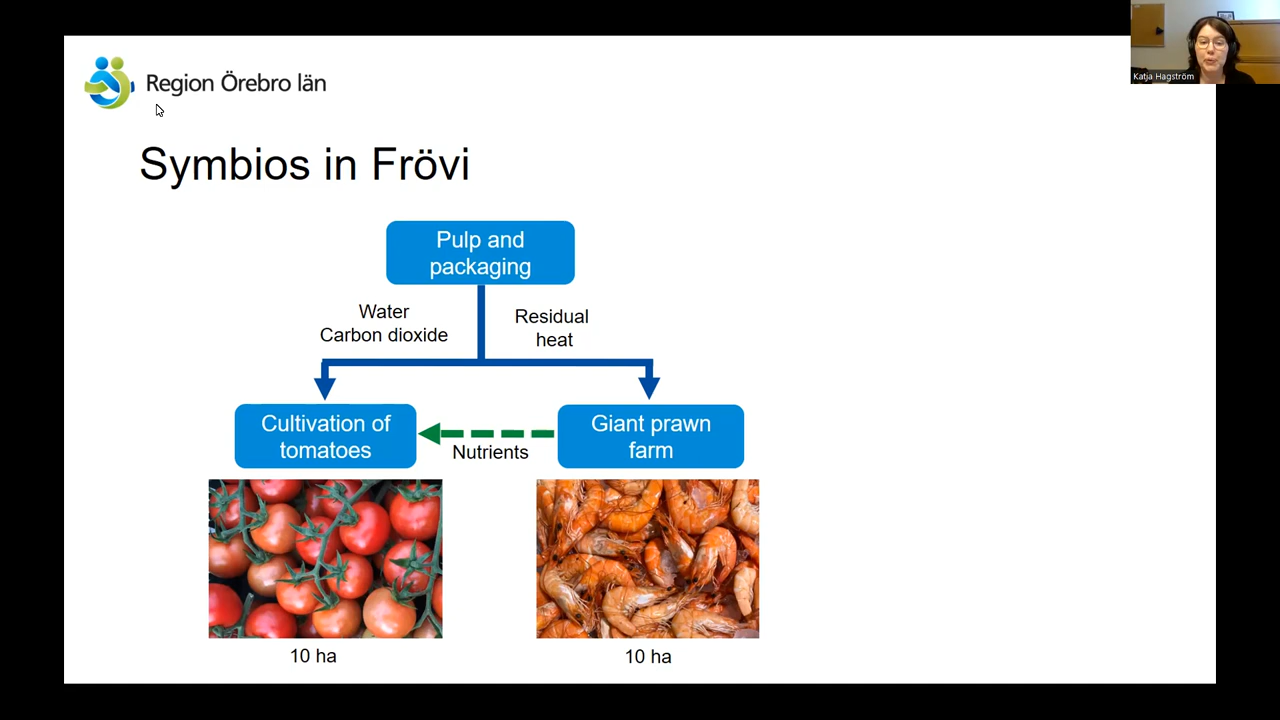 Region Örebro län
Katja Hagström
Symbios in Frövi
Pulp and
packaging
Water
Carbon dioxide
Residual
heat
Cultivation of
tomatoes
Nutrients
Giant prawn
farm
10 ha
10 ha